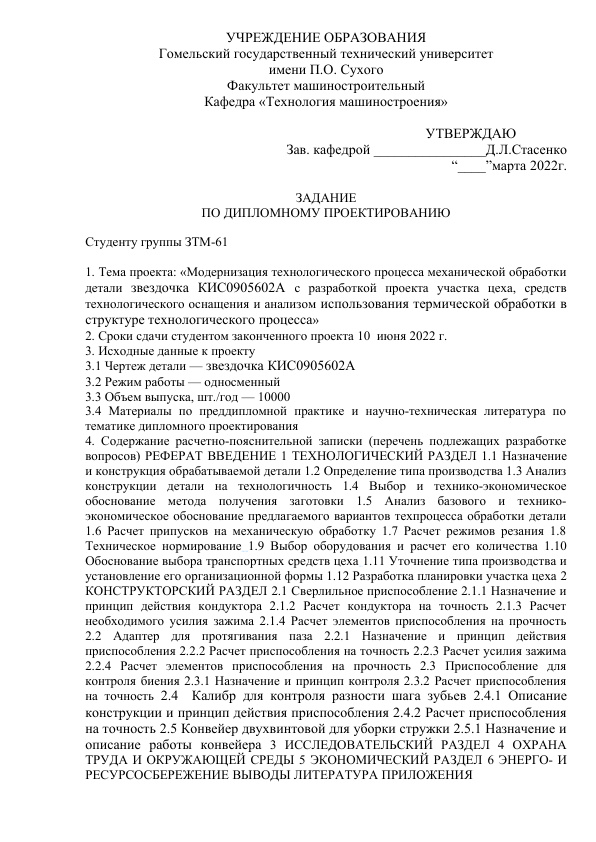 УЧРЕЖДЕНИЕ ОБРАЗОВАНИЯ
Гомельский государственный технический университет
имени П.О. Сухого
Факультет машиностроительный
Кафедра «Технология машиностроения»
УТВЕРЖДАЮ
Зав. кафедрой ________________Д.Л.Стасенко
“____”марта 2022г.
ЗАДАНИЕ
ПО ДИПЛОМНОМУ ПРОЕКТИРОВАНИЮ
Студенту группы ЗТМ-61
1. Тема проекта: «Модернизация технологического процесса механической обработки
детали звездочка КИС0905602А с разработкой проекта участка цеха, средств
технологического оснащения и анализом использования термической обработки в
структуре технологического процесса»
2. Сроки сдачи студентом законченного проекта 10 июня 2022 г.
3. Исходные данные к проекту
3.1 Чертеж детали — звездочка КИС0905602А
3.2 Режим работы — односменный
3.3 Объем выпуска, шт./год — 10000
3.4 Материалы по преддипломной практике и научно-техническая литература по
тематике дипломного проектирования
4. Содержание расчетно-пояснительной записки (перечень подлежащих разработке
вопросов) РЕФЕРАТ ВВЕДЕНИЕ 1 ТЕХНОЛОГИЧЕСКИЙ РАЗДЕЛ 1.1 Назначение
и конструкция обрабатываемой детали 1.2 Определение типа производства 1.3 Анализ
конструкции детали на технологичность 1.4 Выбор и технико-экономическое
обоснование метода получения заготовки 1.5 Анализ базового и технико-
экономическое обоснование предлагаемого вариантов техпроцесса обработки детали
1.6 Расчет припусков на механическую обработку 1.7 Расчет режимов резания 1.8
Техническое нормирование 1.9 Выбор оборудования и расчет его количества 1.10
Обоснование выбора транспортных средств цеха 1.11 Уточнение типа производства и
установление его организационной формы 1.12 Разработка планировки участка цеха 2
КОНСТРУКТОРСКИЙ РАЗДЕЛ 2.1 Сверлильное приспособление 2.1.1 Назначение и
принцип действия кондуктора 2.1.2 Расчет кондуктора на точность 2.1.3 Расчет
необходимого усилия зажима 2.1.4 Расчет элементов приспособления на прочность
2.2 Адаптер для протягивания паза 2.2.1 Назначение и принцип действия
приспособления 2.2.2 Расчет приспособления на точность 2.2.3 Расчет усилия зажима
2.2.4 Расчет элементов приспособления на прочность 2.3 Приспособление для
контроля биения 2.3.1 Назначение и принцип контроля 2.3.2 Расчет приспособления
на точность 2.4 Калибр для контроля разности шага зубьев 2.4.1 Описание
конструкции и принцип действия приспособления 2.4.2 Расчет приспособления
на точность 2.5 Конвейер двухвинтовой для уборки стружки 2.5.1 Назначение и
описание работы конвейера 3 ИССЛЕДОВАТЕЛЬСКИЙ РАЗДЕЛ 4 ОХРАНА
ТРУДА И ОКРУЖАЮЩЕЙ СРЕДЫ 5 ЭКОНОМИЧЕСКИЙ РАЗДЕЛ 6 ЭНЕРГО- И
РЕСУРСОСБЕРЕЖЕНИЕ ВЫВОДЫ ЛИТЕРАТУРА ПРИЛОЖЕНИЯ